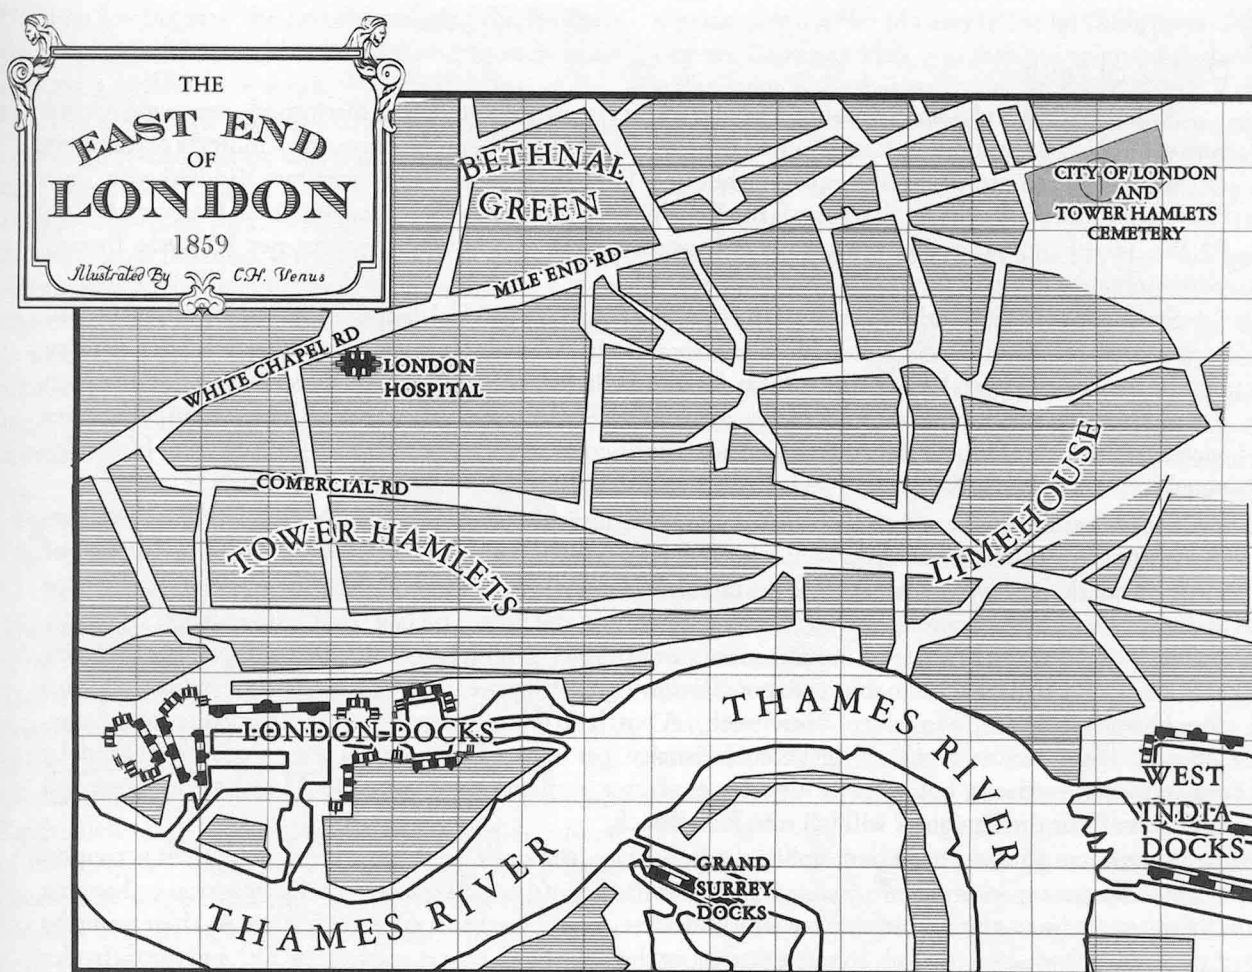 THE
EAST END
OF
LONDON
1859
Illustrated By C.H. Venus
BETHNAL
GREEN
CITY OF LONDON
AND
TOWER HAMLETS
CEMETERY
MILE END RD
WHITE CHAPEL RD
LONDON
HOSPITAL
COMERCIAL RD
TOWER HAMLETS
LIMEHOUSE
LONDON DOCKS
THAMES RIVER
WEST
INDIA
DOCKS
GRAND
SURREY
DOCKS
THAMES RIVER